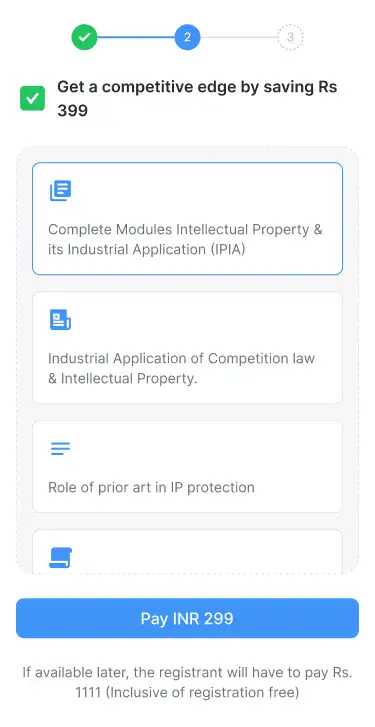 2
3
Get a competitive edge by saving Rs
399
Complete Modules Intellectual Property &
its Industrial Application (IPIA)
Industrial Application of Competition law
& Intellectual Property.
Role of prior art in IP protection
Pay INR 299
If available later, the registrant will have to pay Rs.
1111 (Inclusive of registration free)